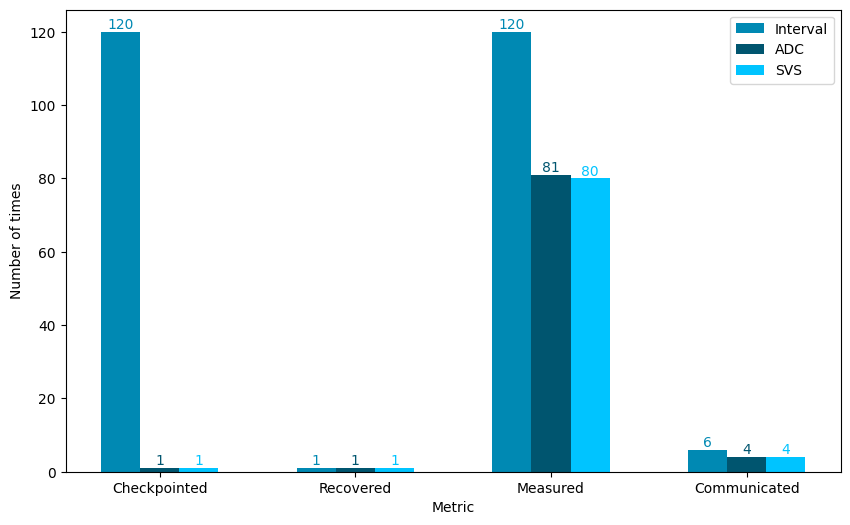 120
120
120
Interval
ADC
SVS
100
Number of times
80
81
80
60
40
20
0
1
1
1
1
1
6
4
4
Checkpointed
Recovered
Measured
Communicated
Metric